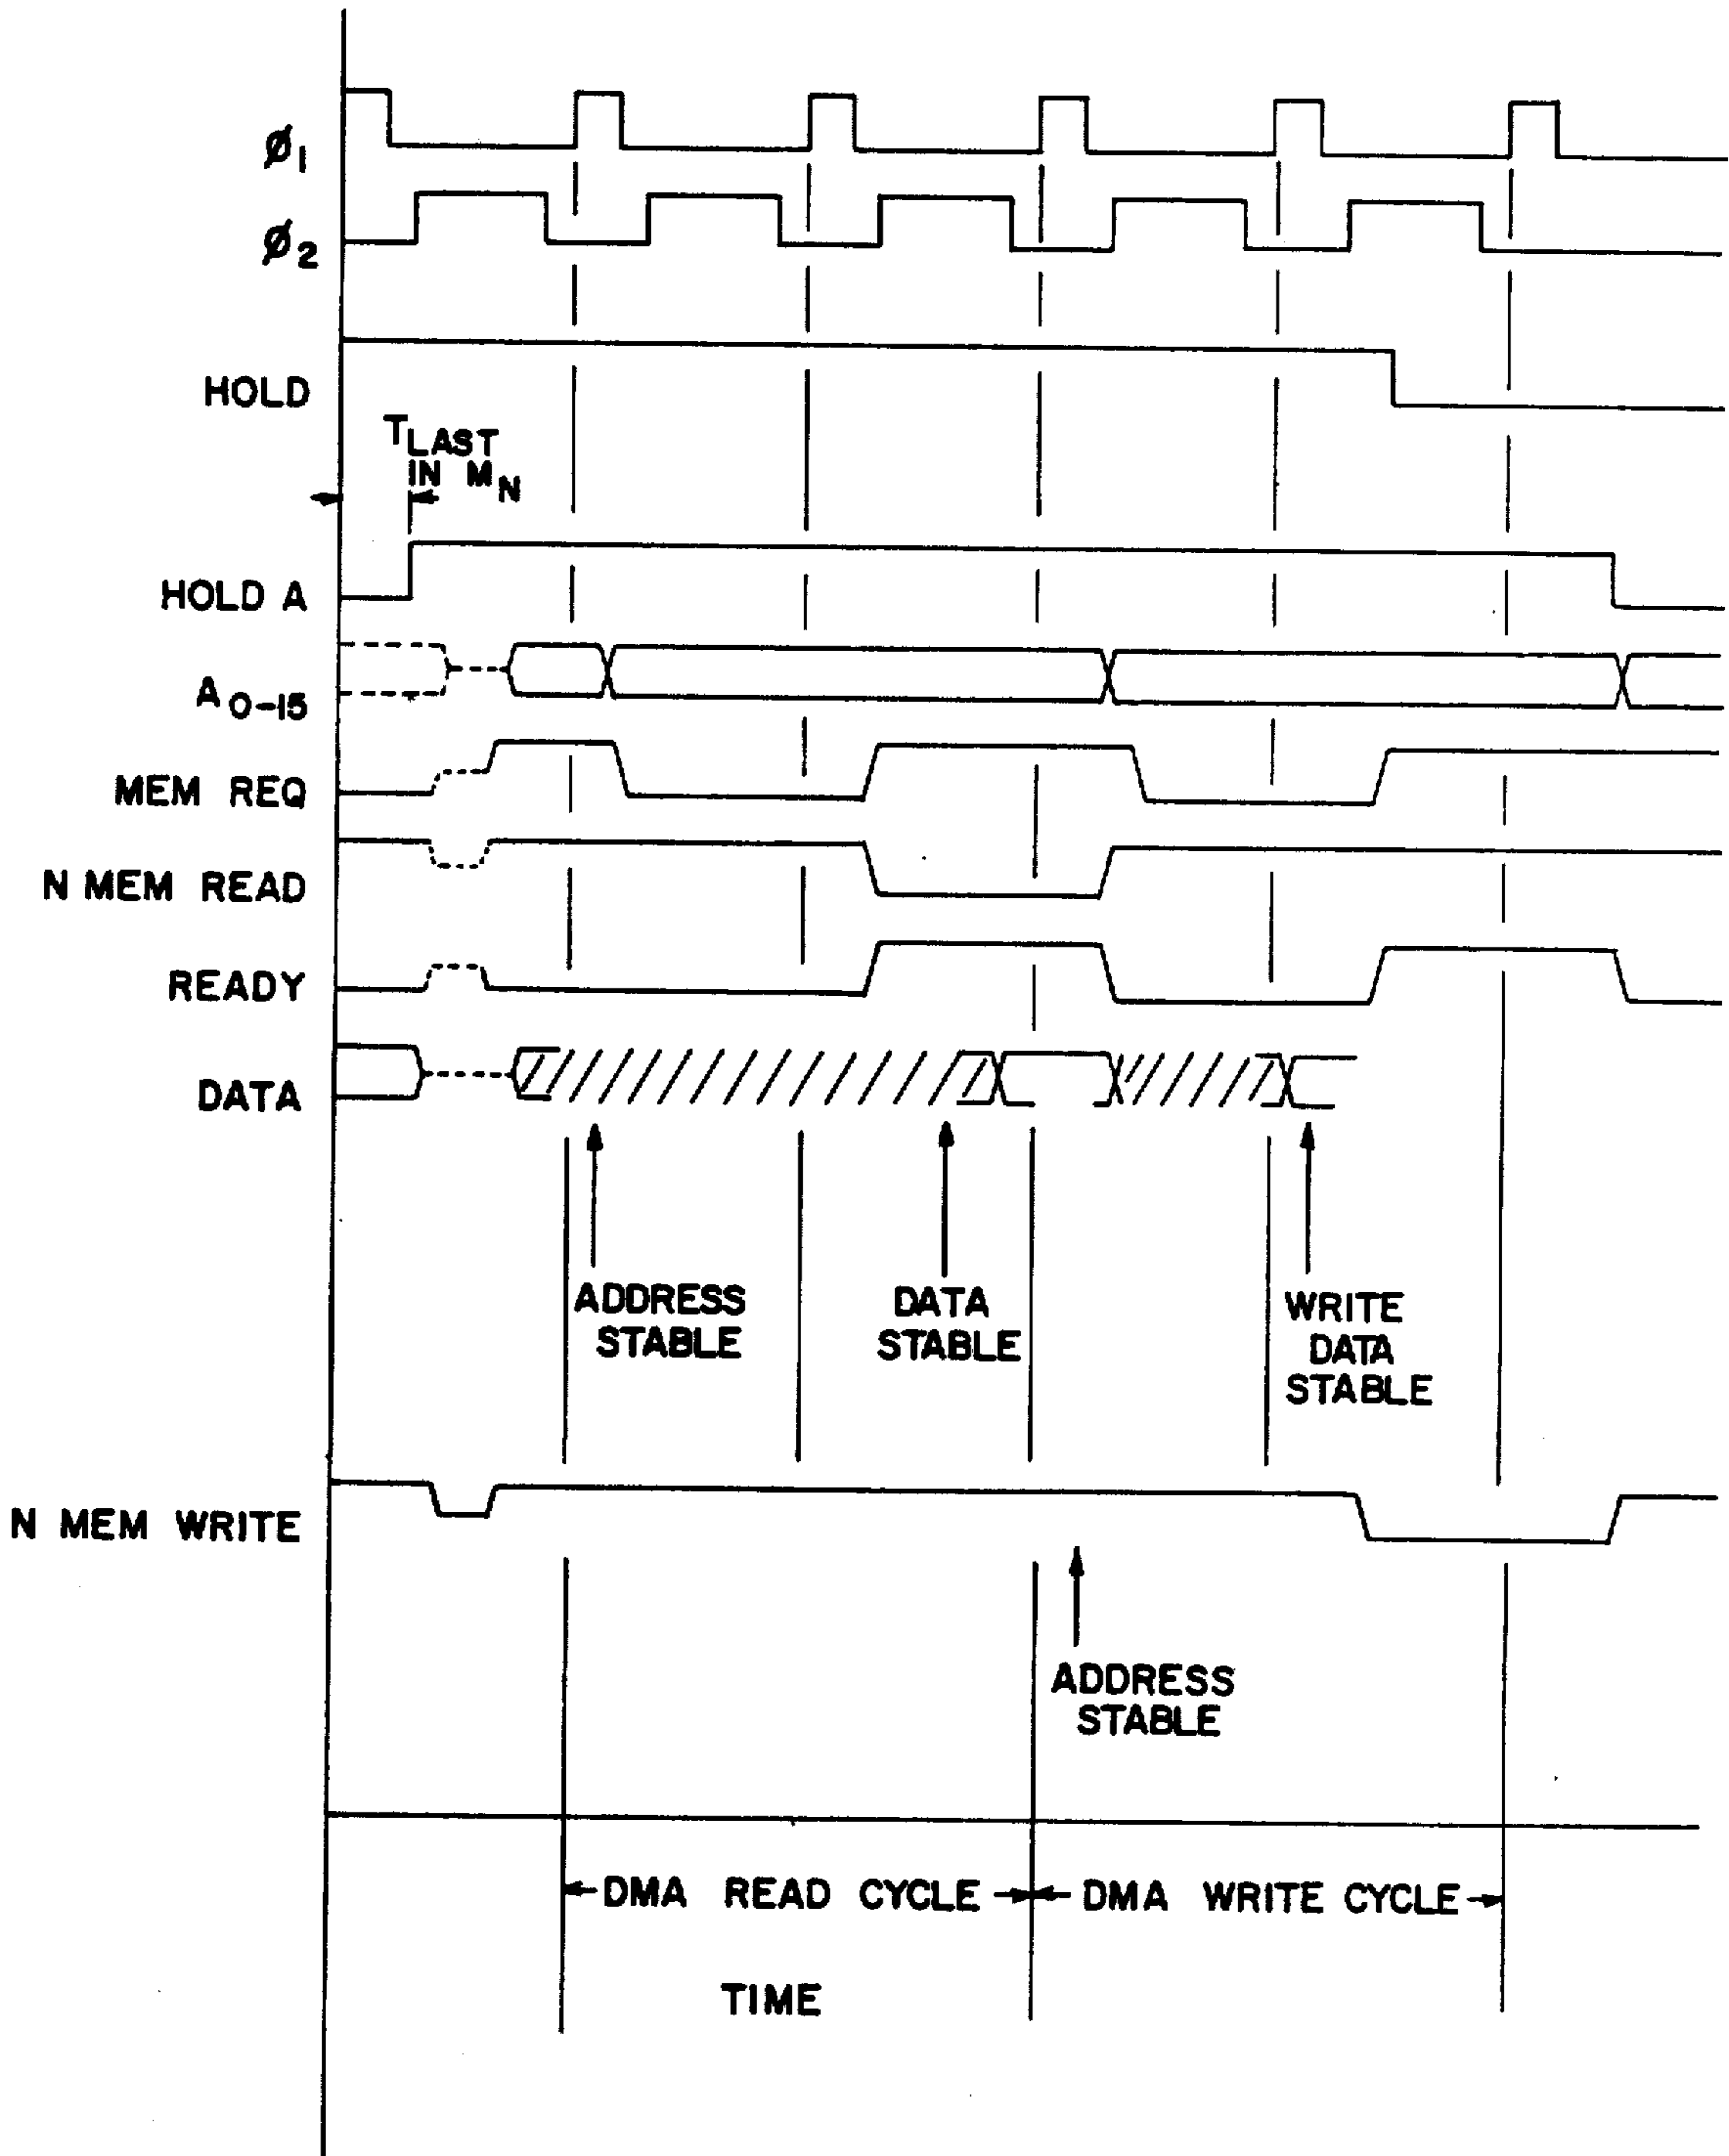 Ø1
Ø2
HOLD
TLAST
IN MN
HOLD A
A0-15
MEM REQ
N MEM READ
READY
DATA
ADDRESS
STABLE
DATA
STABLE
WRITE
DATA
STABLE
N MEM WRITE
ADDRESS
STABLE
DMA READ CYCLE
DMA WRITE CYCLE
TIME